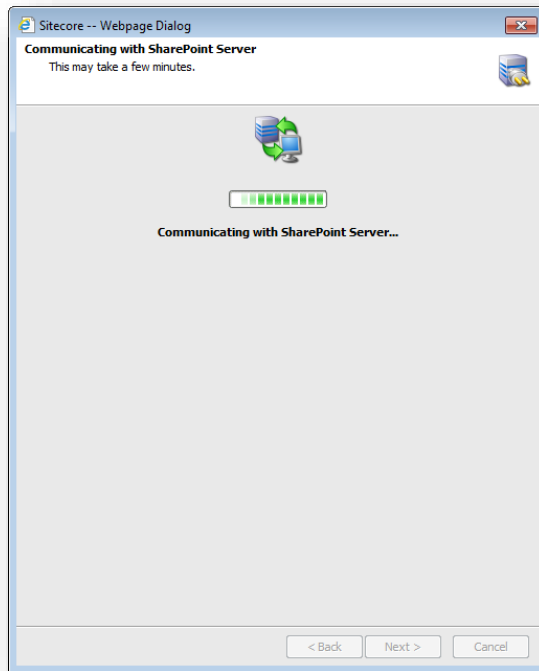 Sitecore -- Webpage Dialog
Communicating with SharePoint Server
This may take a few minutes.
Communicating with SharePoint Server...
< Back
Next >
Cancel